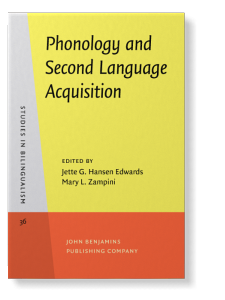 Phonology and
Second Language
Acquisition
EDITED BY
Jette G. Hansen Edwards
Mary L. Zampini
STUDIES IN BILINGUALISM
36
JOHN BENJAMINS
PUBLISHING COMPANY